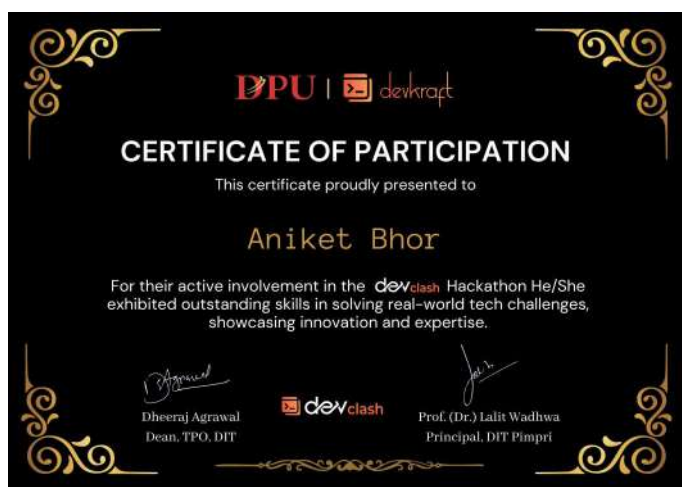 DPU | devkraft
CERTIFICATE OF PARTICIPATION
This certificate proudly presented to
Aniket Bhor
For their active involvement in the devclash Hackathon He/She
exhibited outstanding skills in solving real-world tech challenges,
showcasing innovation and expertise.
Dheeraj Agrawal
Dean, TPO, DIT
devclash
Prof. (Dr.) Lalit Wadhwa
Principal, DIT Pimpri